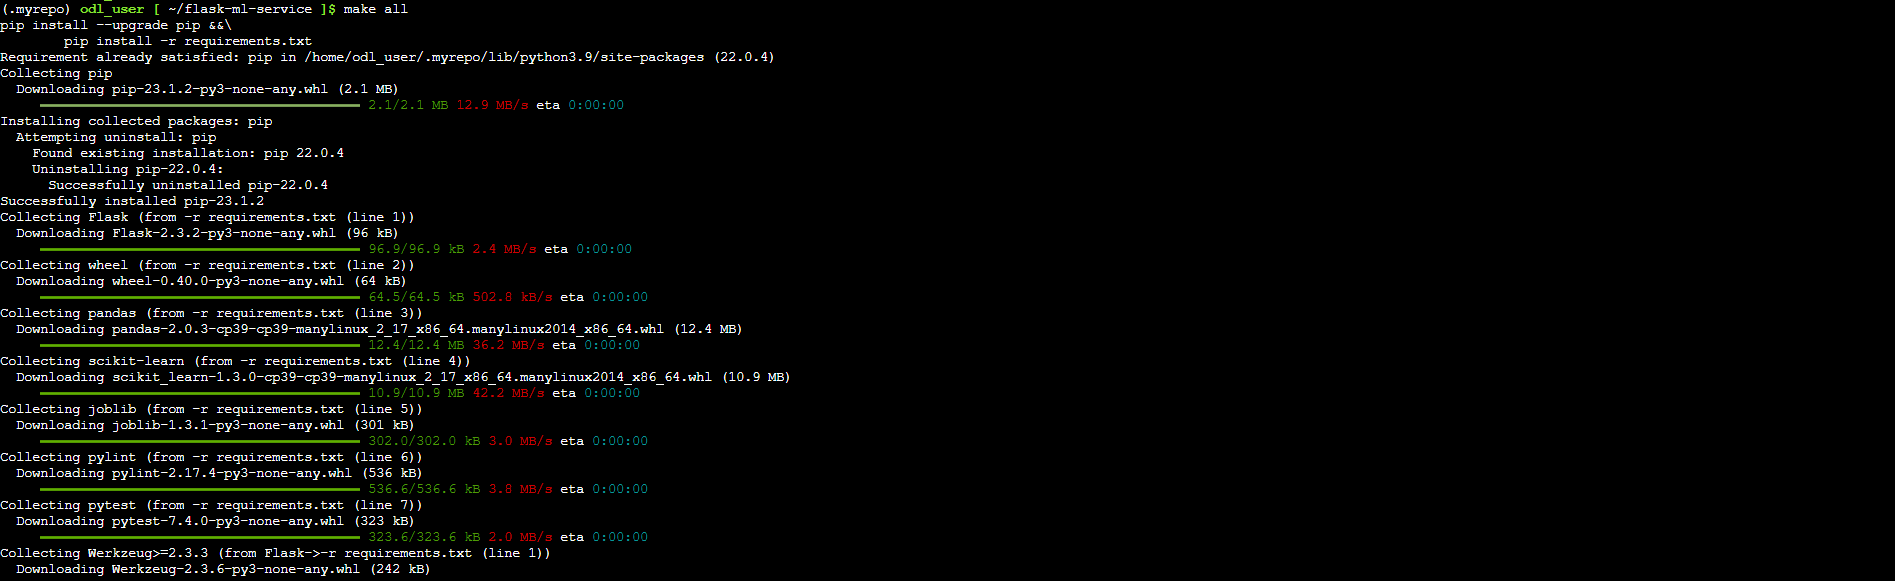 (.myrepo) odl_user [ ~/flask-ml-service ]$ make all
pip install --upgrade pip &&\
        pip install -r requirements.txt
Requirement already satisfied: pip in /home/odl_user/.myrepo/lib/python3.9/site-packages (22.0.4)
Collecting pip
  Downloading pip-23.1.2-py3-none-any.whl (2.1 MB)
     2.1/2.1 MB 12.9 MB/s eta 0:00:00
Installing collected packages: pip
  Attempting uninstall: pip
    Found existing installation: pip 22.0.4
    Uninstalling pip-22.0.4:
      Successfully uninstalled pip-22.0.4
Successfully installed pip-23.1.2
Collecting Flask (from -r requirements.txt (line 1))
  Downloading Flask-2.3.2-py3-none-any.whl (96 kB)
     96.9/96.9 kB 2.4 MB/s eta 0:00:00
Collecting wheel (from -r requirements.txt (line 2))
  Downloading wheel-0.40.0-py3-none-any.whl (64 kB)
     64.5/64.5 kB 502.8 kB/s eta 0:00:00
Collecting pandas (from -r requirements.txt (line 3))
  Downloading pandas-2.0.3-cp39-cp39-manylinux_2_17_x86_64.manylinux2014_x86_64.whl (12.4 MB)
     12.4/12.4 MB 36.2 MB/s eta 0:00:00
Collecting scikit-learn (from -r requirements.txt (line 4))
  Downloading scikit_learn-1.3.0-cp39-cp39-manylinux_2_17_x86_64.manylinux2014_x86_64.whl (10.9 MB)
     10.9/10.9 MB 42.2 MB/s eta 0:00:00
Collecting joblib (from -r requirements.txt (line 5))
  Downloading joblib-1.3.1-py3-none-any.whl (301 kB)
     302.0/302.0 kB 3.0 MB/s eta 0:00:00
Collecting pylint (from -r requirements.txt (line 6))
  Downloading pylint-2.17.4-py3-none-any.whl (536 kB)
     536.6/536.6 kB 3.8 MB/s eta 0:00:00
Collecting pytest (from -r requirements.txt (line 7))
  Downloading pytest-7.4.0-py3-none-any.whl (323 kB)
     323.6/323.6 kB 2.0 MB/s eta 0:00:00
Collecting Werkzeug>=2.3.3 (from Flask->-r requirements.txt (line 1))
  Downloading Werkzeug-2.3.6-py3-none-any.whl (242 kB)